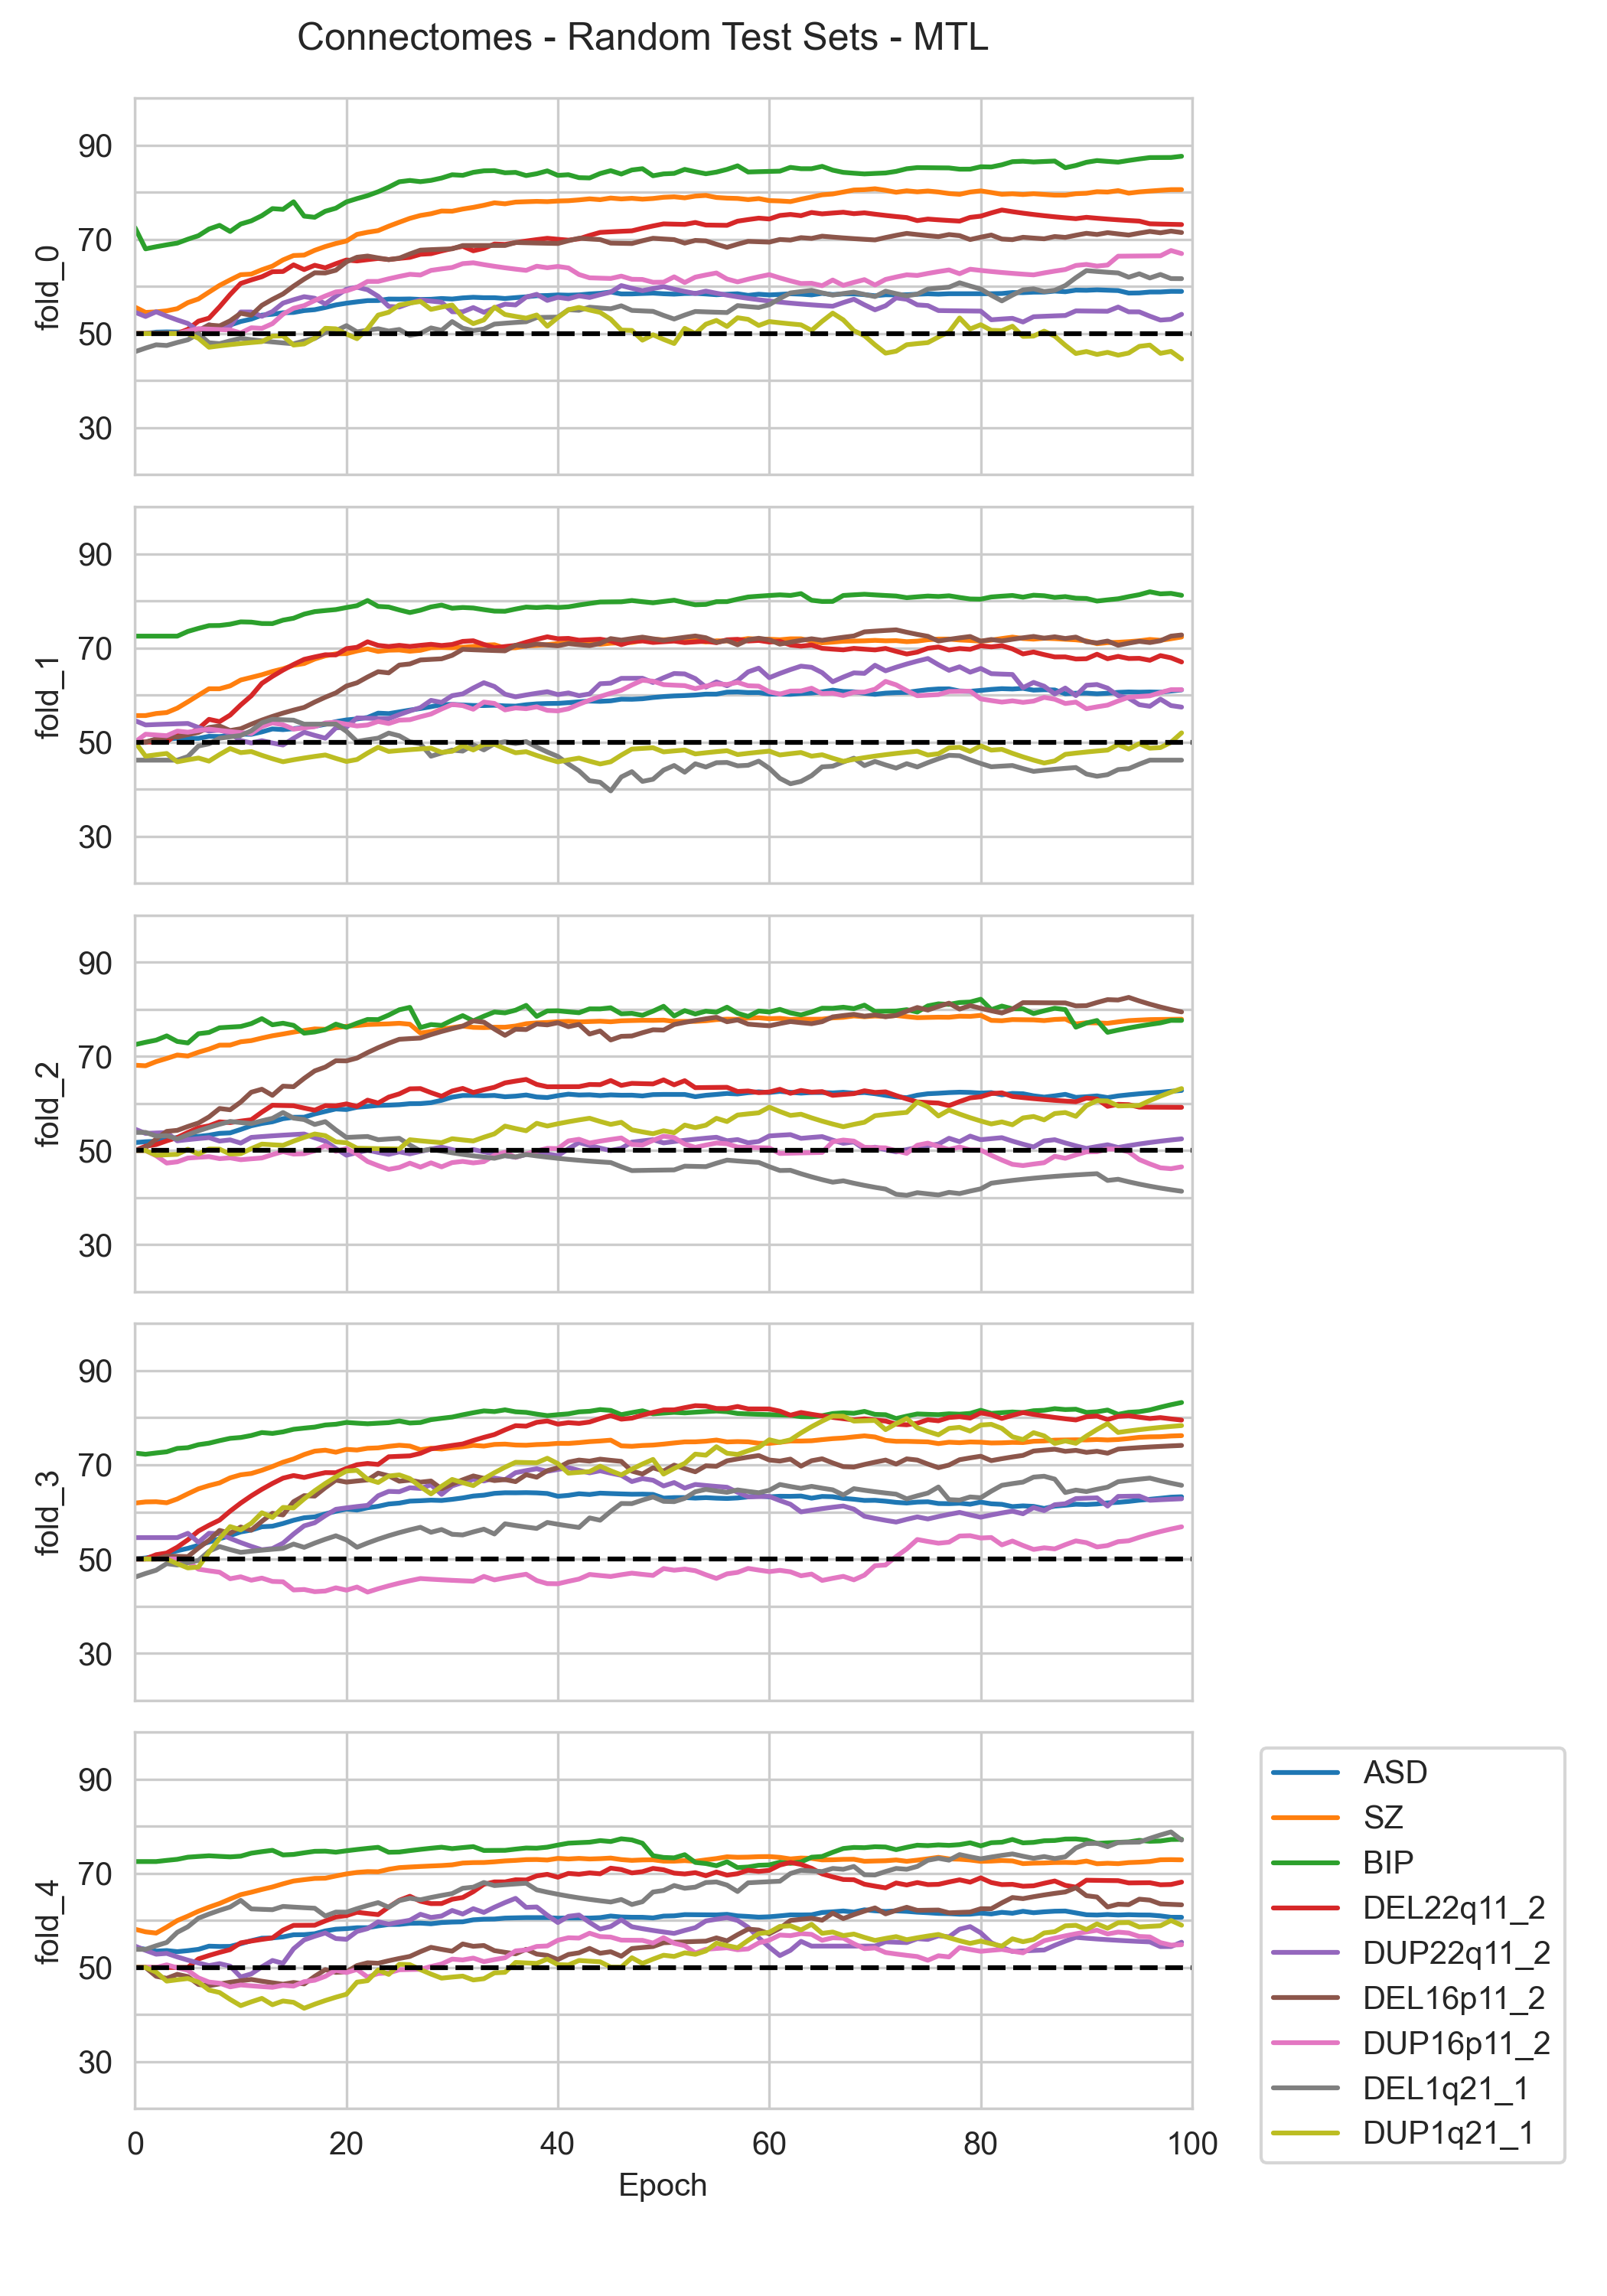 Connectomes - Random Test Sets - MTL
90
70
50
30
fold_0
90
70
50
30
fold_1
90
70
50
30
fold_2
90
70
50
30
fold_3
90
70
50
30
fold_4
0 20 40 60 80 100
Epoch
ASD
SZ
BIP
DEL22q11_2
DUP22q11_2
DEL16p11_2
DUP16p11_2
DEL1q21_1
DUP1q21_1